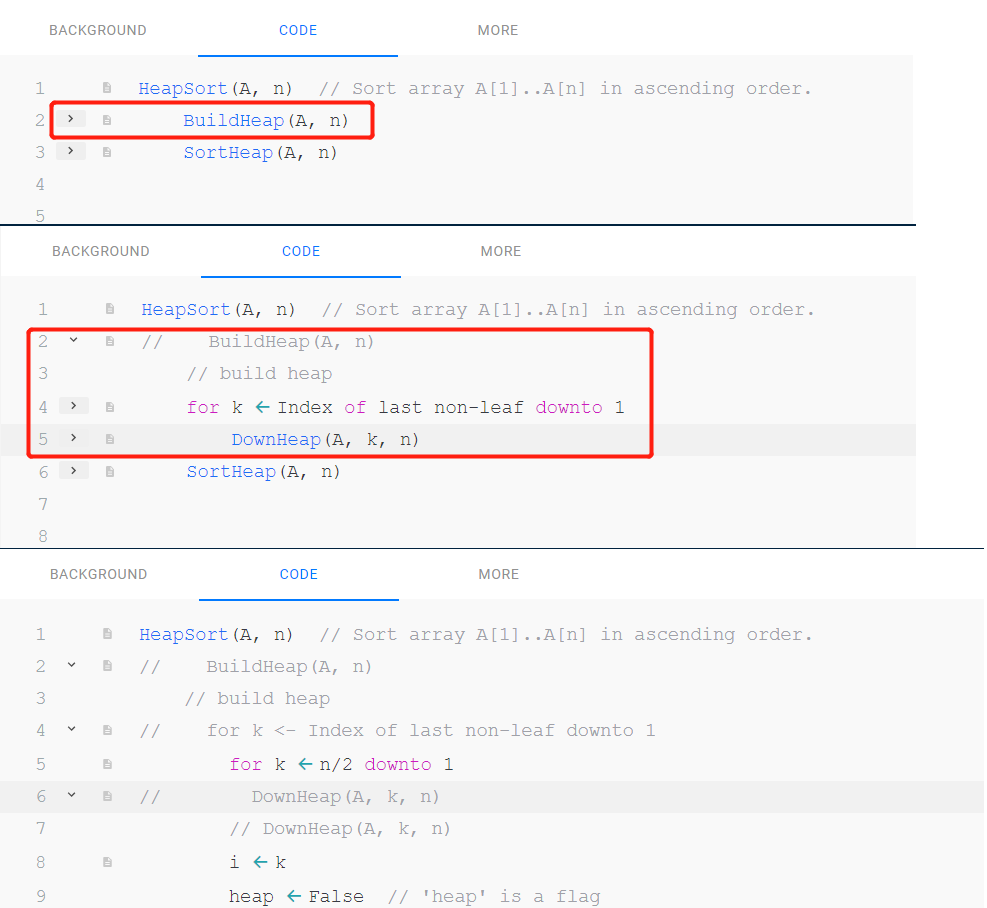 BACKGROUND CODE MORE
1 HeapSort(A, n) // Sort array A[1]..A[n] in ascending order.
2 BuildHeap(A, n)
3 SortHeap(A, n)
4
5
BACKGROUND CODE MORE
1 HeapSort(A, n) // Sort array A[1]..A[n] in ascending order.
2 // BuildHeap(A, n)
3 // build heap
4 for k ← Index of last non-leaf downto 1
5 DownHeap(A, k, n)
6 SortHeap(A, n)
7
8
BACKGROUND CODE MORE
1 HeapSort(A, n) // Sort array A[1]..A[n] in ascending order.
2 // BuildHeap(A, n)
3 // build heap
4 // for k <- Index of last non-leaf downto 1
5 for k ← n/2 downto 1
6 // DownHeap(A, k, n)
7 // DownHeap(A, k, n)
8 i ← k
9 heap ← False // 'heap' is a flag